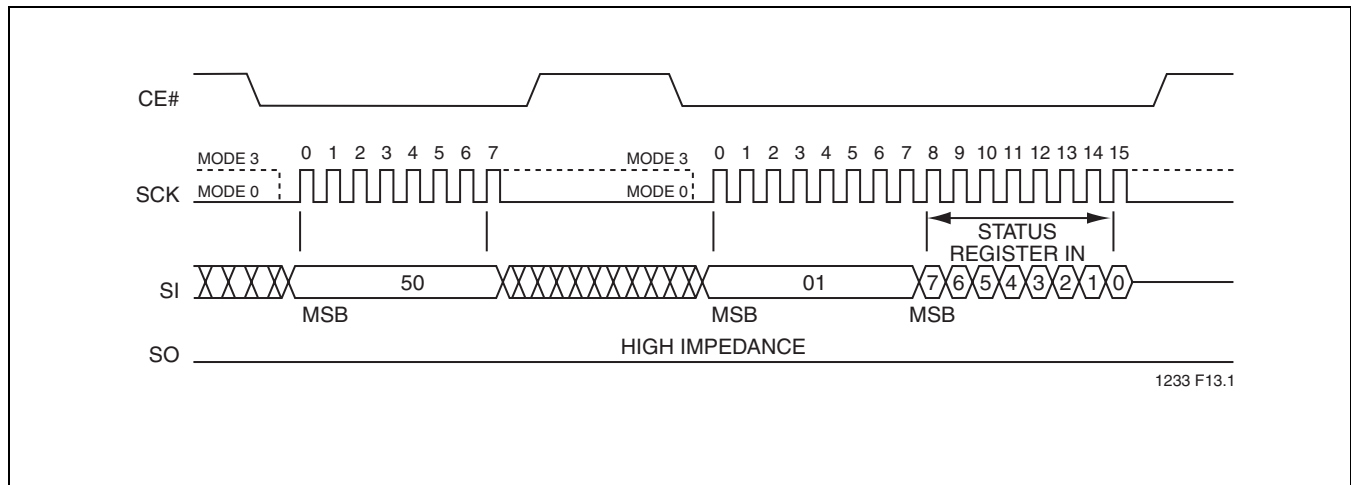 CE#
MODE 3 0 1 2 3 4 5 6 7 MODE 3 0 1 2 3 4 5 6 7 8 9 10 11 12 13 14 15
SCK MODE 0 MODE 0
STATUS
REGISTER IN
SI 50 01 7 6 5 4 3 2 1 0
MSB MSB MSB
SO HIGH IMPEDANCE
1233 F13.1